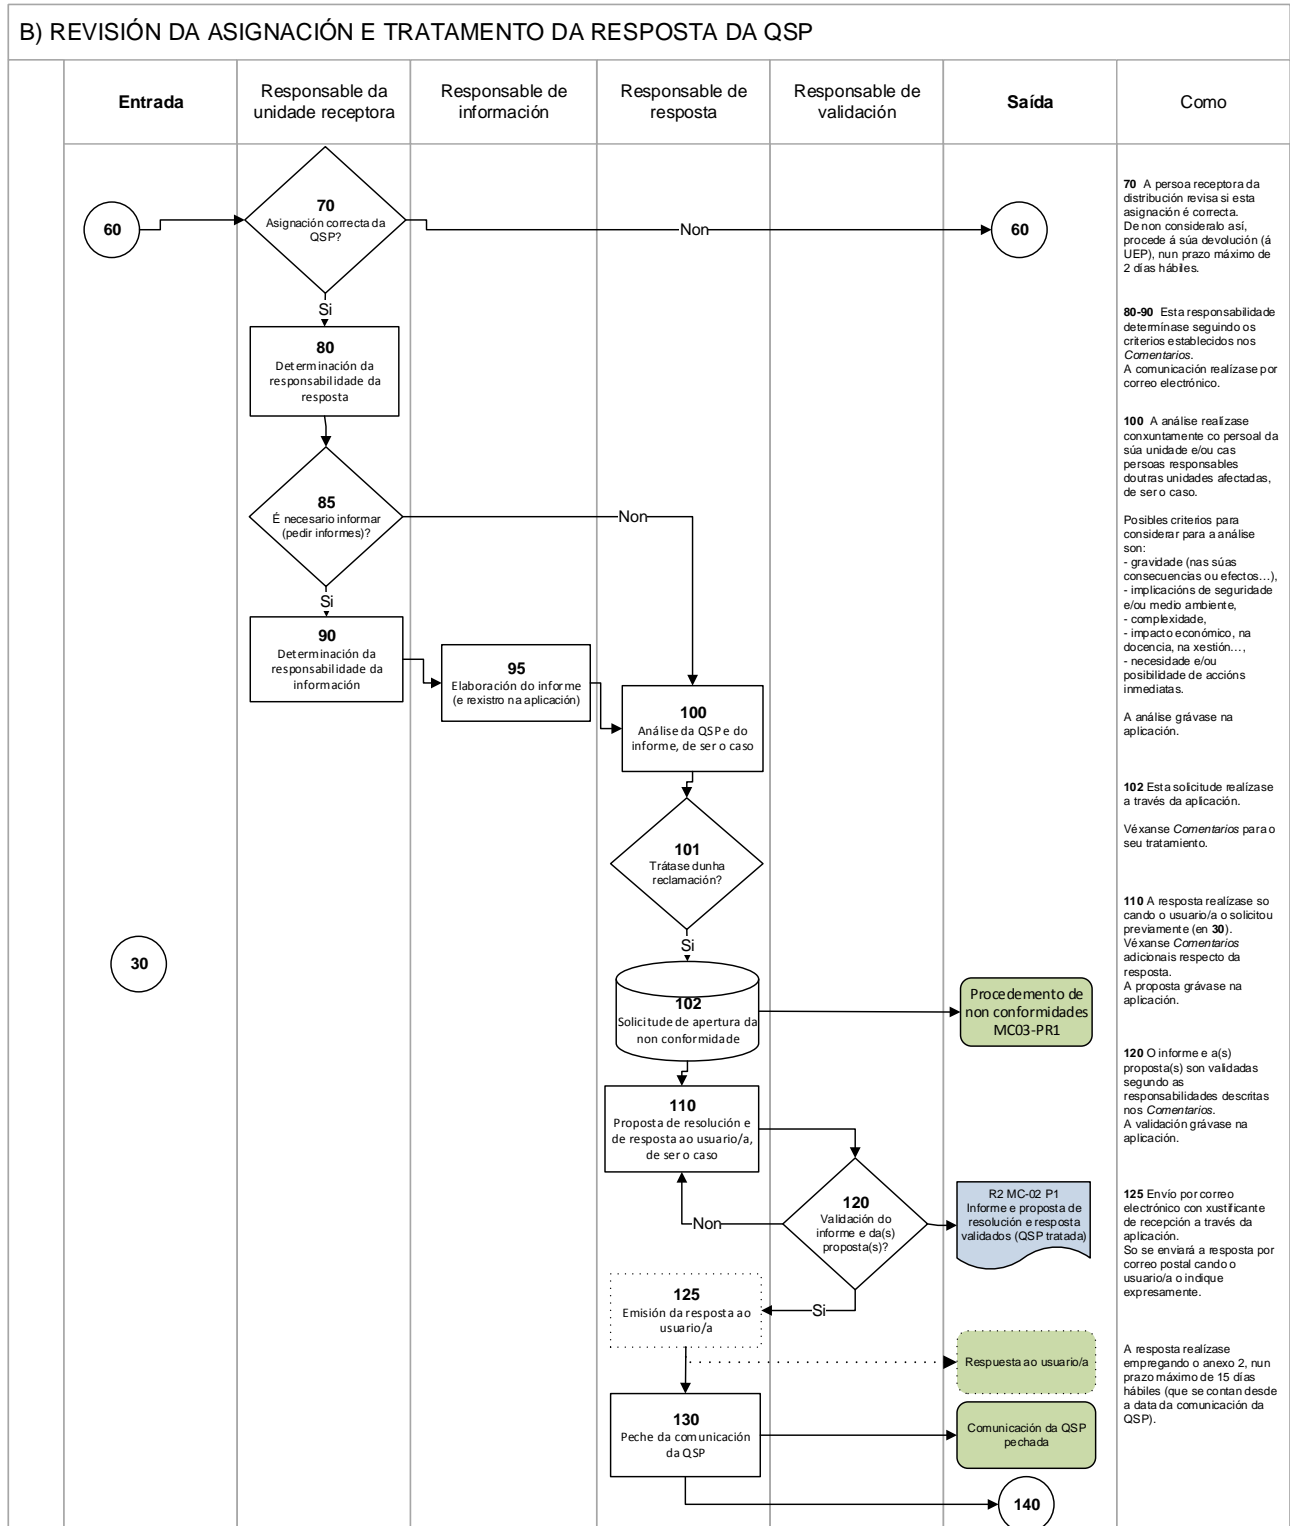 B) REVISIÓN DA ASIGNACIÓN E TRATAMENTO DA RESPOSTA DA QSP
Entrada
Responsable da
unidade receptora
Responsable de
información
Responsable de
resposta
Responsable de
validación
Saída
Como
60
70
Asignación correcta da
QSP?
Non
60
Si
80
Determinación da
responsabilidade da
resposta
85
É necesario informar
(pedir informes)?
Non
Si
90
Determinación da
responsabilidade da
información
95
Elaboración do informe
(e rexistro na aplicación)
100
Análise da QSP e do
informe, de ser o caso
101
Trátase dunha
reclamación?
Si
30
102
Solicitude de apertura da
non conformidade
Procedemento de
non conformidades
MC03-PR1
110
Proposta de resolución e
de resposta ao usuario/a,
de ser o caso
120
Validación do
informe e da(s)
proposta(s)?
Non
R2 MC-02 P1
Informe e proposta de
resolución e resposta
validados (QSP tratada)
Si
125
Emisión da resposta ao
usuario/a
Respuesta ao usuario/a
130
Peche da comunicación
da QSP
Comunicación da QSP
pechada
140
70 A persoa receptora da
distribución revisa si esta
asignación é correcta.
De non consideralo así,
procede á súa devolución (á
UEP), nun prazo máximo de
2 días hábiles.
80-90 Esta responsabilidade
determínase seguindo os
criterios establecidos nos
Comentarios.
A comunicación realízase por
correo electrónico.
100 A análise realízase
conxuntamente co persoal da
súa unidade e/ou cas
persoas responsables
doutras unidades afectadas,
de ser o caso.
Posibles criterios para
considerar para a análise
son:
- gravidade (nas súas
consecuencias ou efectos...),
- implicacións de seguridade
e/ou medio ambiente,
- complexidade,
- impacto económico, na
docencia, na xestión...,
- necesidade e/ou
posibilidade de accións
inmediatas.
A análise grávase na
aplicación.
102 Esta solicitude realízase
a través da aplicación.
Véxanse Comentarios para o
seu tratamiento.
110 A resposta realízase so
cando o usuario/a o solicitou
previamente (en 30).
Véxanse Comentarios
adicionais respecto da
resposta.
A proposta grávase na
aplicación.
120 O informe e a(s)
proposta(s) son validadas
segundo as
responsabilidades descritas
nos Comentarios.
A validación grávase na
aplicación.
125 Envío por correo
electrónico con xustificante
de recepción a través da
aplicación.
So se enviará a resposta por
correo postal cando o
usuario/a o indique
expresamente.
A resposta realízase
empregando o anexo 2, nun
prazo máximo de 15 días
hábiles (que se contan desde
a data da comunicación da
QSP).